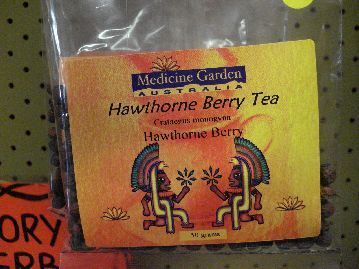 Medicine Garden
AUSTRALIA
Hawthorne Berry Tea
Crataegus monogyna
Hawthorne Berry
50 grams
ORY
ERB